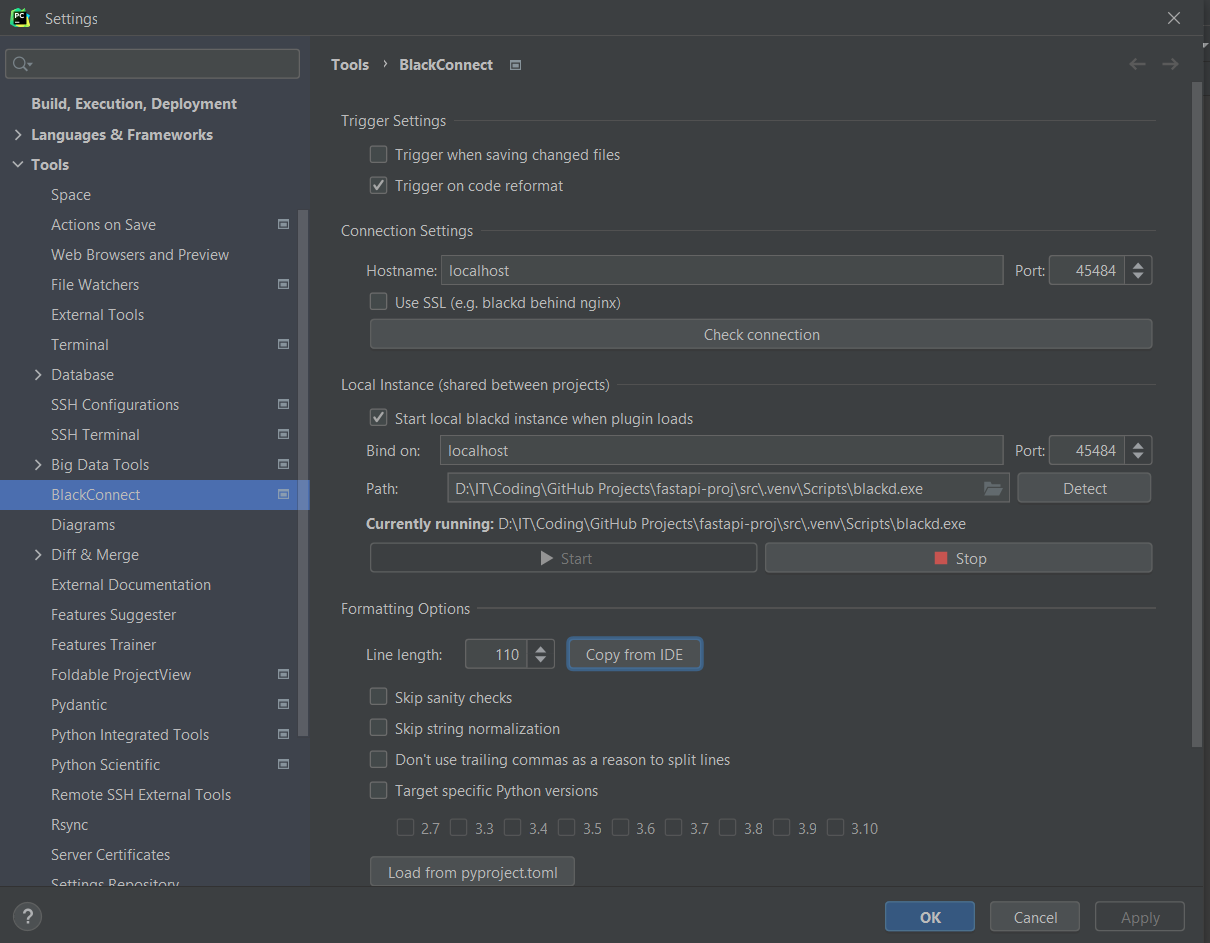 PC
Settings
Build, Execution, Deployment
Languages & Frameworks
Tools
Space
Actions on Save
Web Browsers and Preview
File Watchers
External Tools
Terminal
Database
SSH Configurations
SSH Terminal
Big Data Tools
BlackConnect
Diagrams
Diff & Merge
External Documentation
Features Suggester
Features Trainer
Foldable ProjectView
Pydantic
Python Integrated Tools
Python Scientific
Remote SSH External Tools
Rsync
Server Certificates
Settings Repository
Tools › BlackConnect
Trigger Settings
Trigger when saving changed files
Trigger on code reformat
Connection Settings
Hostname: localhost Port: 45484
Use SSL (e.g. blackd behind nginx)
Check connection
Local Instance (shared between projects)
Start local blackd instance when plugin loads
Bind on: localhost Port: 45484
Path: D:\IT\Coding\GitHub Projects\fastapi-proj\src\.venv\Scripts\blackd.exe Detect
Currently running: D:\IT\Coding\GitHub Projects\fastapi-proj\src\.venv\Scripts\blackd.exe
Start Stop
Formatting Options
Line length: 110 Copy from IDE
Skip sanity checks
Skip string normalization
Don't use trailing commas as a reason to split lines
Target specific Python versions
2.7 3.3 3.4 3.5 3.6 3.7 3.8 3.9 3.10
Load from pyproject.toml
? OK Cancel Apply